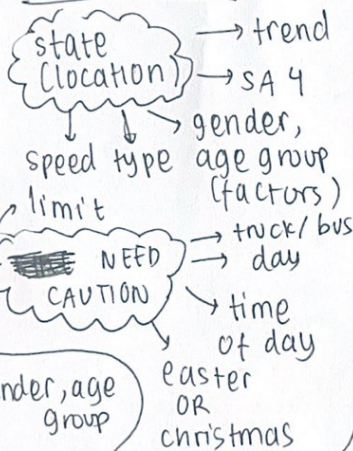 state
(location)
→ trend
→ SA 4
gender,
age group
(factors)
speed
limit
type
NEED
CAUTION
→ truck/bus
→ day
time
of day
easter
OR
christmas
nder, age
group